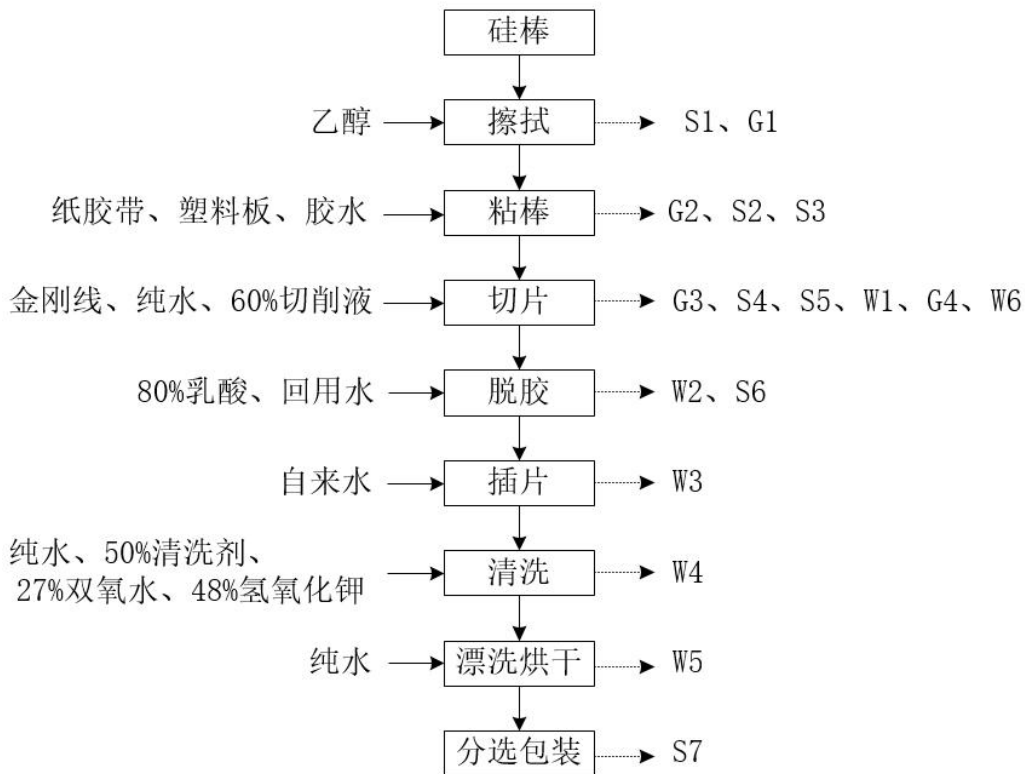 硅棒
乙醇
擦拭
S1、G1
纸胶带、塑料板、胶水
粘棒
G2、S2、S3
金刚线、纯水、60%切削液
切片
G3、S4、S5、W1、G4、W6
80%乳酸、回用水
脱胶
W2、S6
自来水
插片
W3
纯水、50%清洗剂、
27%双氧水、48%氢氧化钾
清洗
W4
纯水
漂洗烘干
W5
分选包装
S7